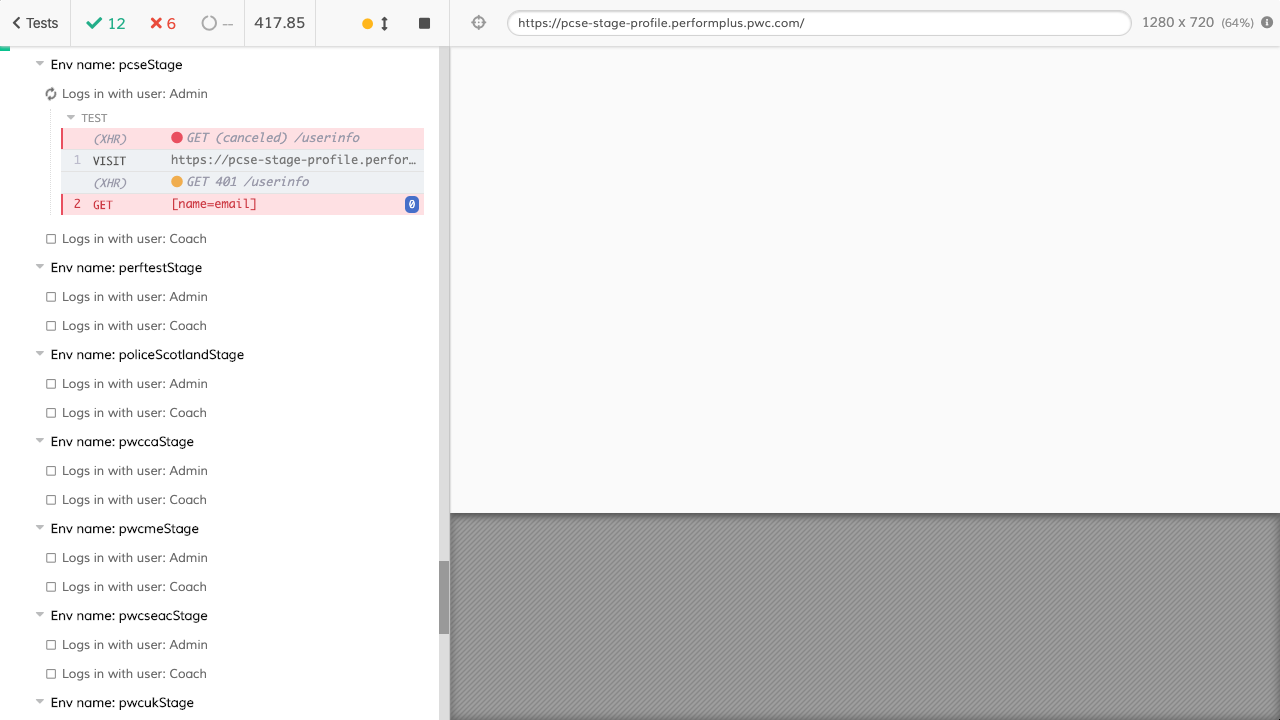 Tests 12 6 -- 417.85 https://pcse-stage-profile.performplus.pwc.com/ 1280 x 720 (64%)
Env name: pcseStage
Logs in with user: Admin
TEST
(XHR) GET (canceled) /userinfo
1 VISIT https://pcse-stage-profile.perfor…
(XHR) GET 401 /userinfo
2 GET [name=email] 0
Logs in with user: Coach
Env name: perftestStage
Logs in with user: Admin
Logs in with user: Coach
Env name: policeScotlandStage
Logs in with user: Admin
Logs in with user: Coach
Env name: pwccaStage
Logs in with user: Admin
Logs in with user: Coach
Env name: pwcmeStage
Logs in with user: Admin
Logs in with user: Coach
Env name: pwcseacStage
Logs in with user: Admin
Logs in with user: Coach
Env name: pwcukStage